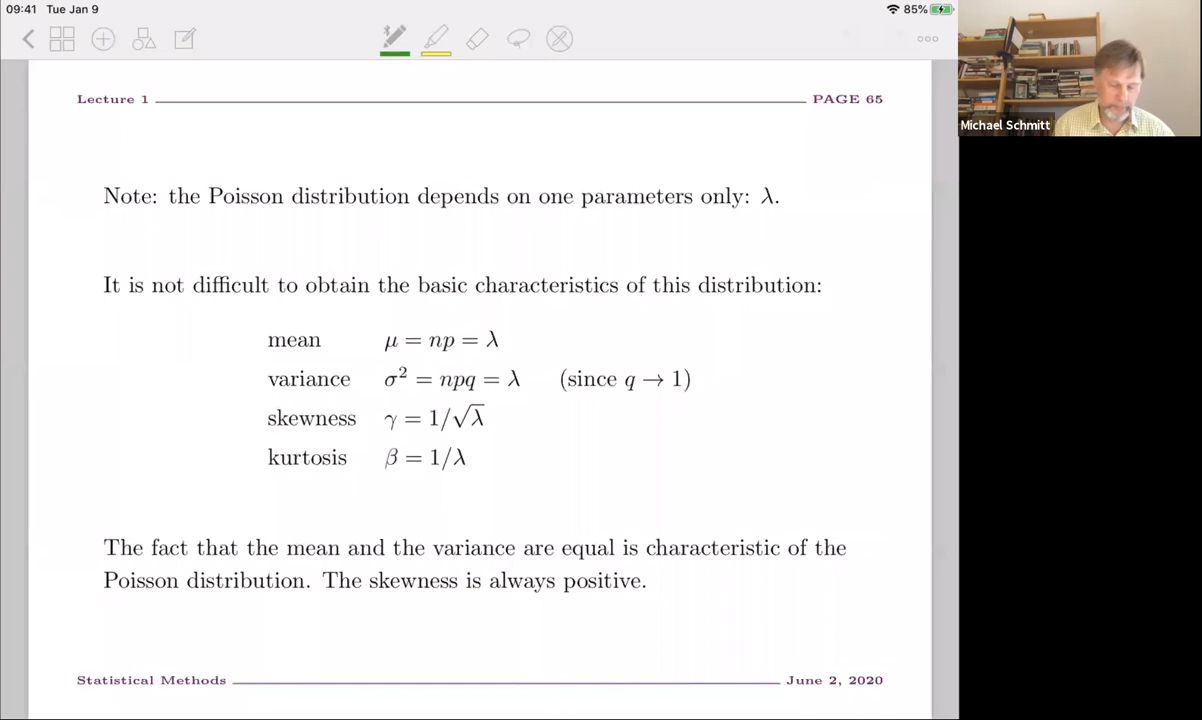 09:41 Tue Jan 9
85%
Lecture 1 PAGE 65
Michael Schmitt
Note: the Poisson distribution depends on one parameters only: λ.
It is not difficult to obtain the basic characteristics of this distribution:
mean μ = np = λ
variance σ² = npq = λ (since q → 1)
skewness γ = 1/√λ
kurtosis β = 1/λ
The fact that the mean and the variance are equal is characteristic of the
Poisson distribution. The skewness is always positive.
Statistical Methods June 2, 2020